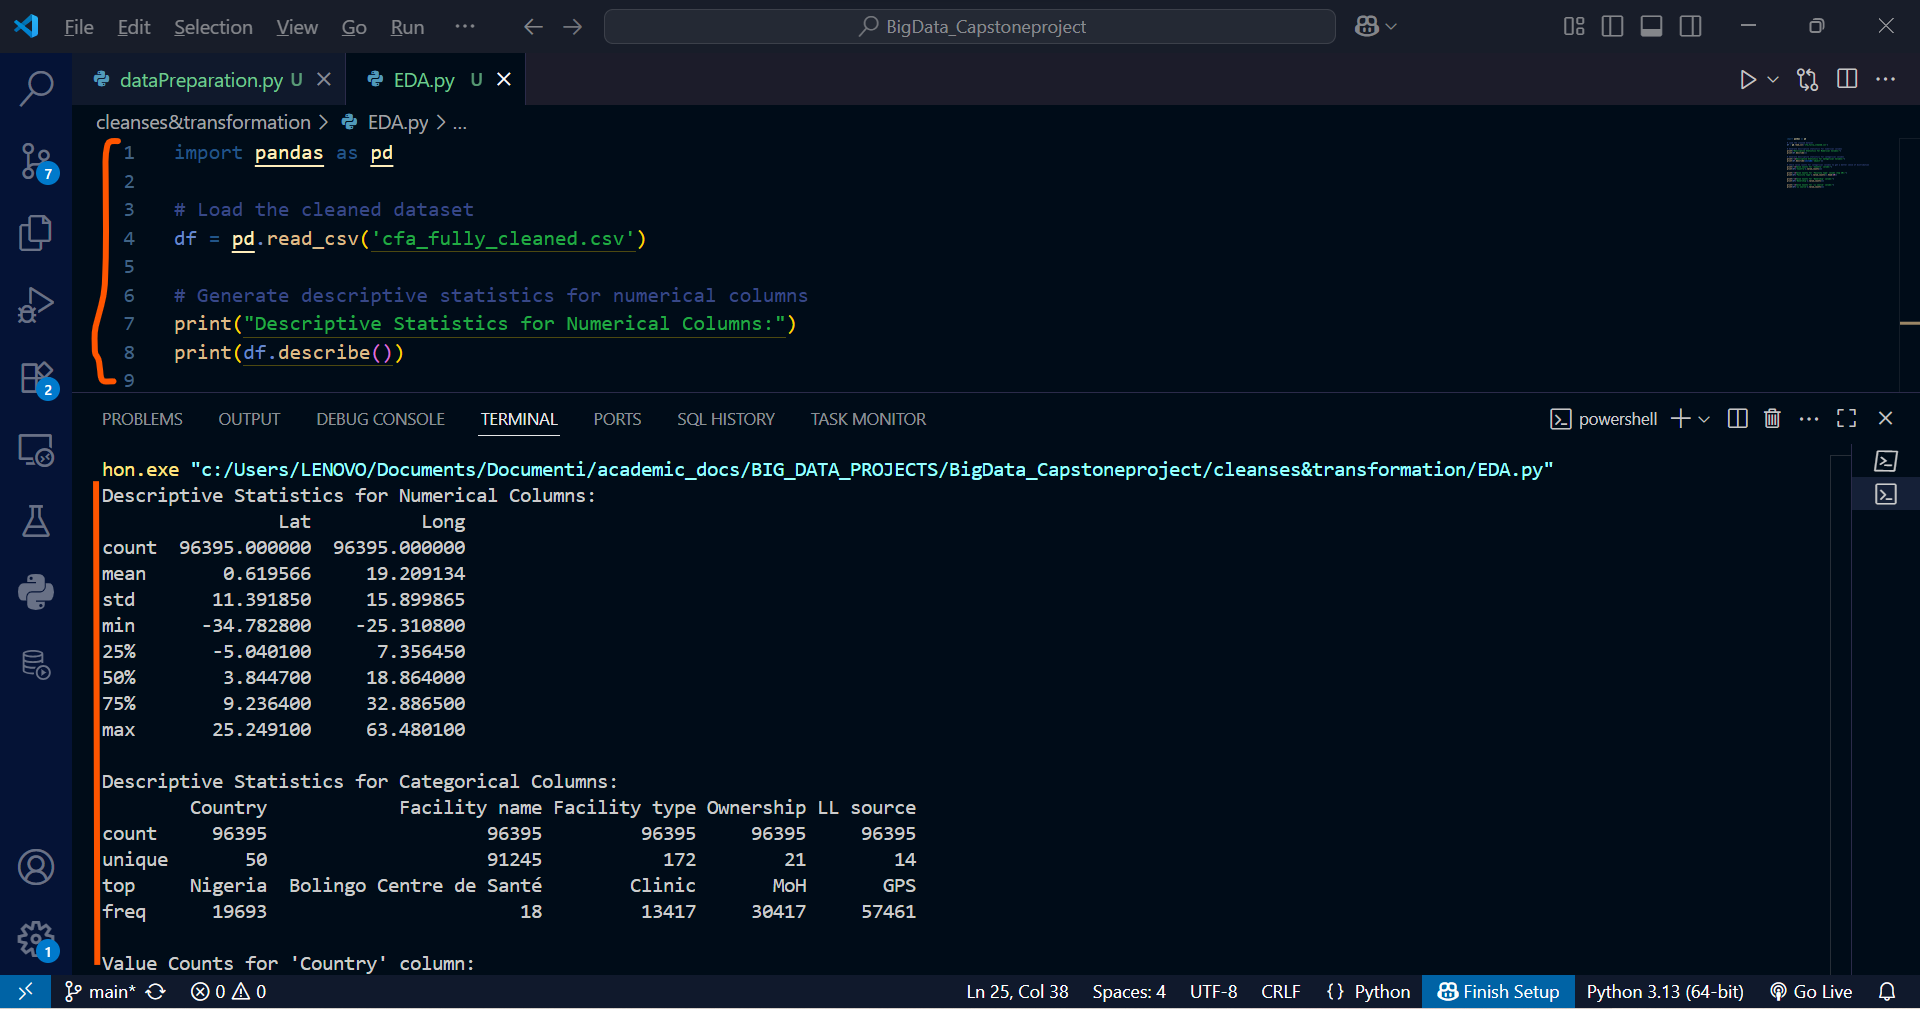 File Edit Selection View Go Run ··· BigData_Capstoneproject
dataPreparation.py U EDA.py U
cleanses&transformation > EDA.py > ...
1 import pandas as pd
2
3 # Load the cleaned dataset
4 df = pd.read_csv('cfa_fully_cleaned.csv')
5
6 # Generate descriptive statistics for numerical columns
7 print("Descriptive Statistics for Numerical Columns:")
8 print(df.describe())
9
7
2
1
PROBLEMS OUTPUT DEBUG CONSOLE TERMINAL PORTS SQL HISTORY TASK MONITOR powershell
hon.exe "c:/Users/LENOVO/Documents/Documenti/academic_docs/BIG_DATA_PROJECTS/BigData_Capstoneproject/cleanses&transformation/EDA.py"
Descriptive Statistics for Numerical Columns:
Lat Long
count 96395.000000 96395.000000
mean 0.619566 19.209134
std 11.391850 15.899865
min -34.782800 -25.310800
25% -5.040100 7.356450
50% 3.844700 18.864000
75% 9.236400 32.886500
max 25.249100 63.480100
Descriptive Statistics for Categorical Columns:
Country Facility name Facility type Ownership LL source
count 96395 96395 96395 96395 96395
unique 50 91245 172 21 14
top Nigeria Bolingo Centre de Santé Clinic MoH GPS
freq 19693 18 13417 30417 57461
Value Counts for 'Country' column:
main* 0 0 Ln 25, Col 38 Spaces: 4 UTF-8 CRLF {} Python Finish Setup Python 3.13 (64-bit) Go Live